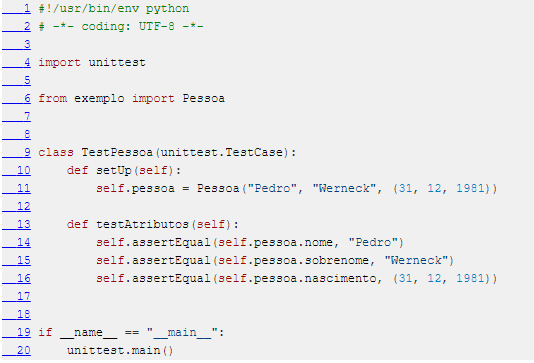 1 #!/usr/bin/env python
2 # -*- coding: UTF-8 -*-
3
4 import unittest
5
6 from exemplo import Pessoa
7
8
9 class TestPessoa(unittest.TestCase):
10     def setUp(self):
11         self.pessoa = Pessoa("Pedro", "Werneck", (31, 12, 1981))
12
13     def testAtributos(self):
14         self.assertEqual(self.pessoa.nome, "Pedro")
15         self.assertEqual(self.pessoa.sobrenome, "Werneck")
16         self.assertEqual(self.pessoa.nascimento, (31, 12, 1981))
17
18
19 if __name__ == "__main__":
20     unittest.main()